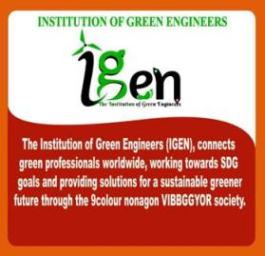 INSTITUTION OF GREEN ENGINEERS
igen
The Institution of Green Engineers
The Institution of Green Engineers (IGEN), connects
green professionals worldwide, working towards SDG
goals and providing solutions for a sustainable greener
future through the 9colour nonagon VIBBGGYOR society.